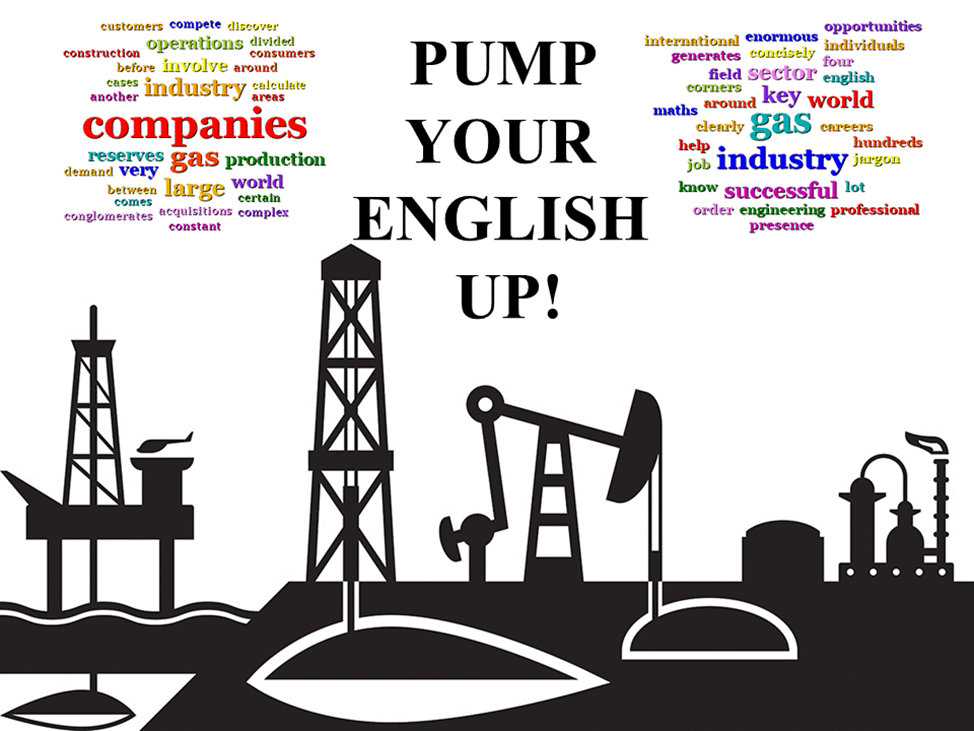 customers compete discover
operations divided
construction consumers
before involve around
cases industry calculate
another areas
companies
reserves gas production
demand very
large world
between certain
comes
conglomerates acquisitions complex
constant
PUMP
YOUR
ENGLISH
UP!
opportunities
international enormous individuals
generates concisely four
field sector english
corners key world
maths around
clearly gas careers
help hundreds
job industry jargon
know successful lot
order engineering professional
presence